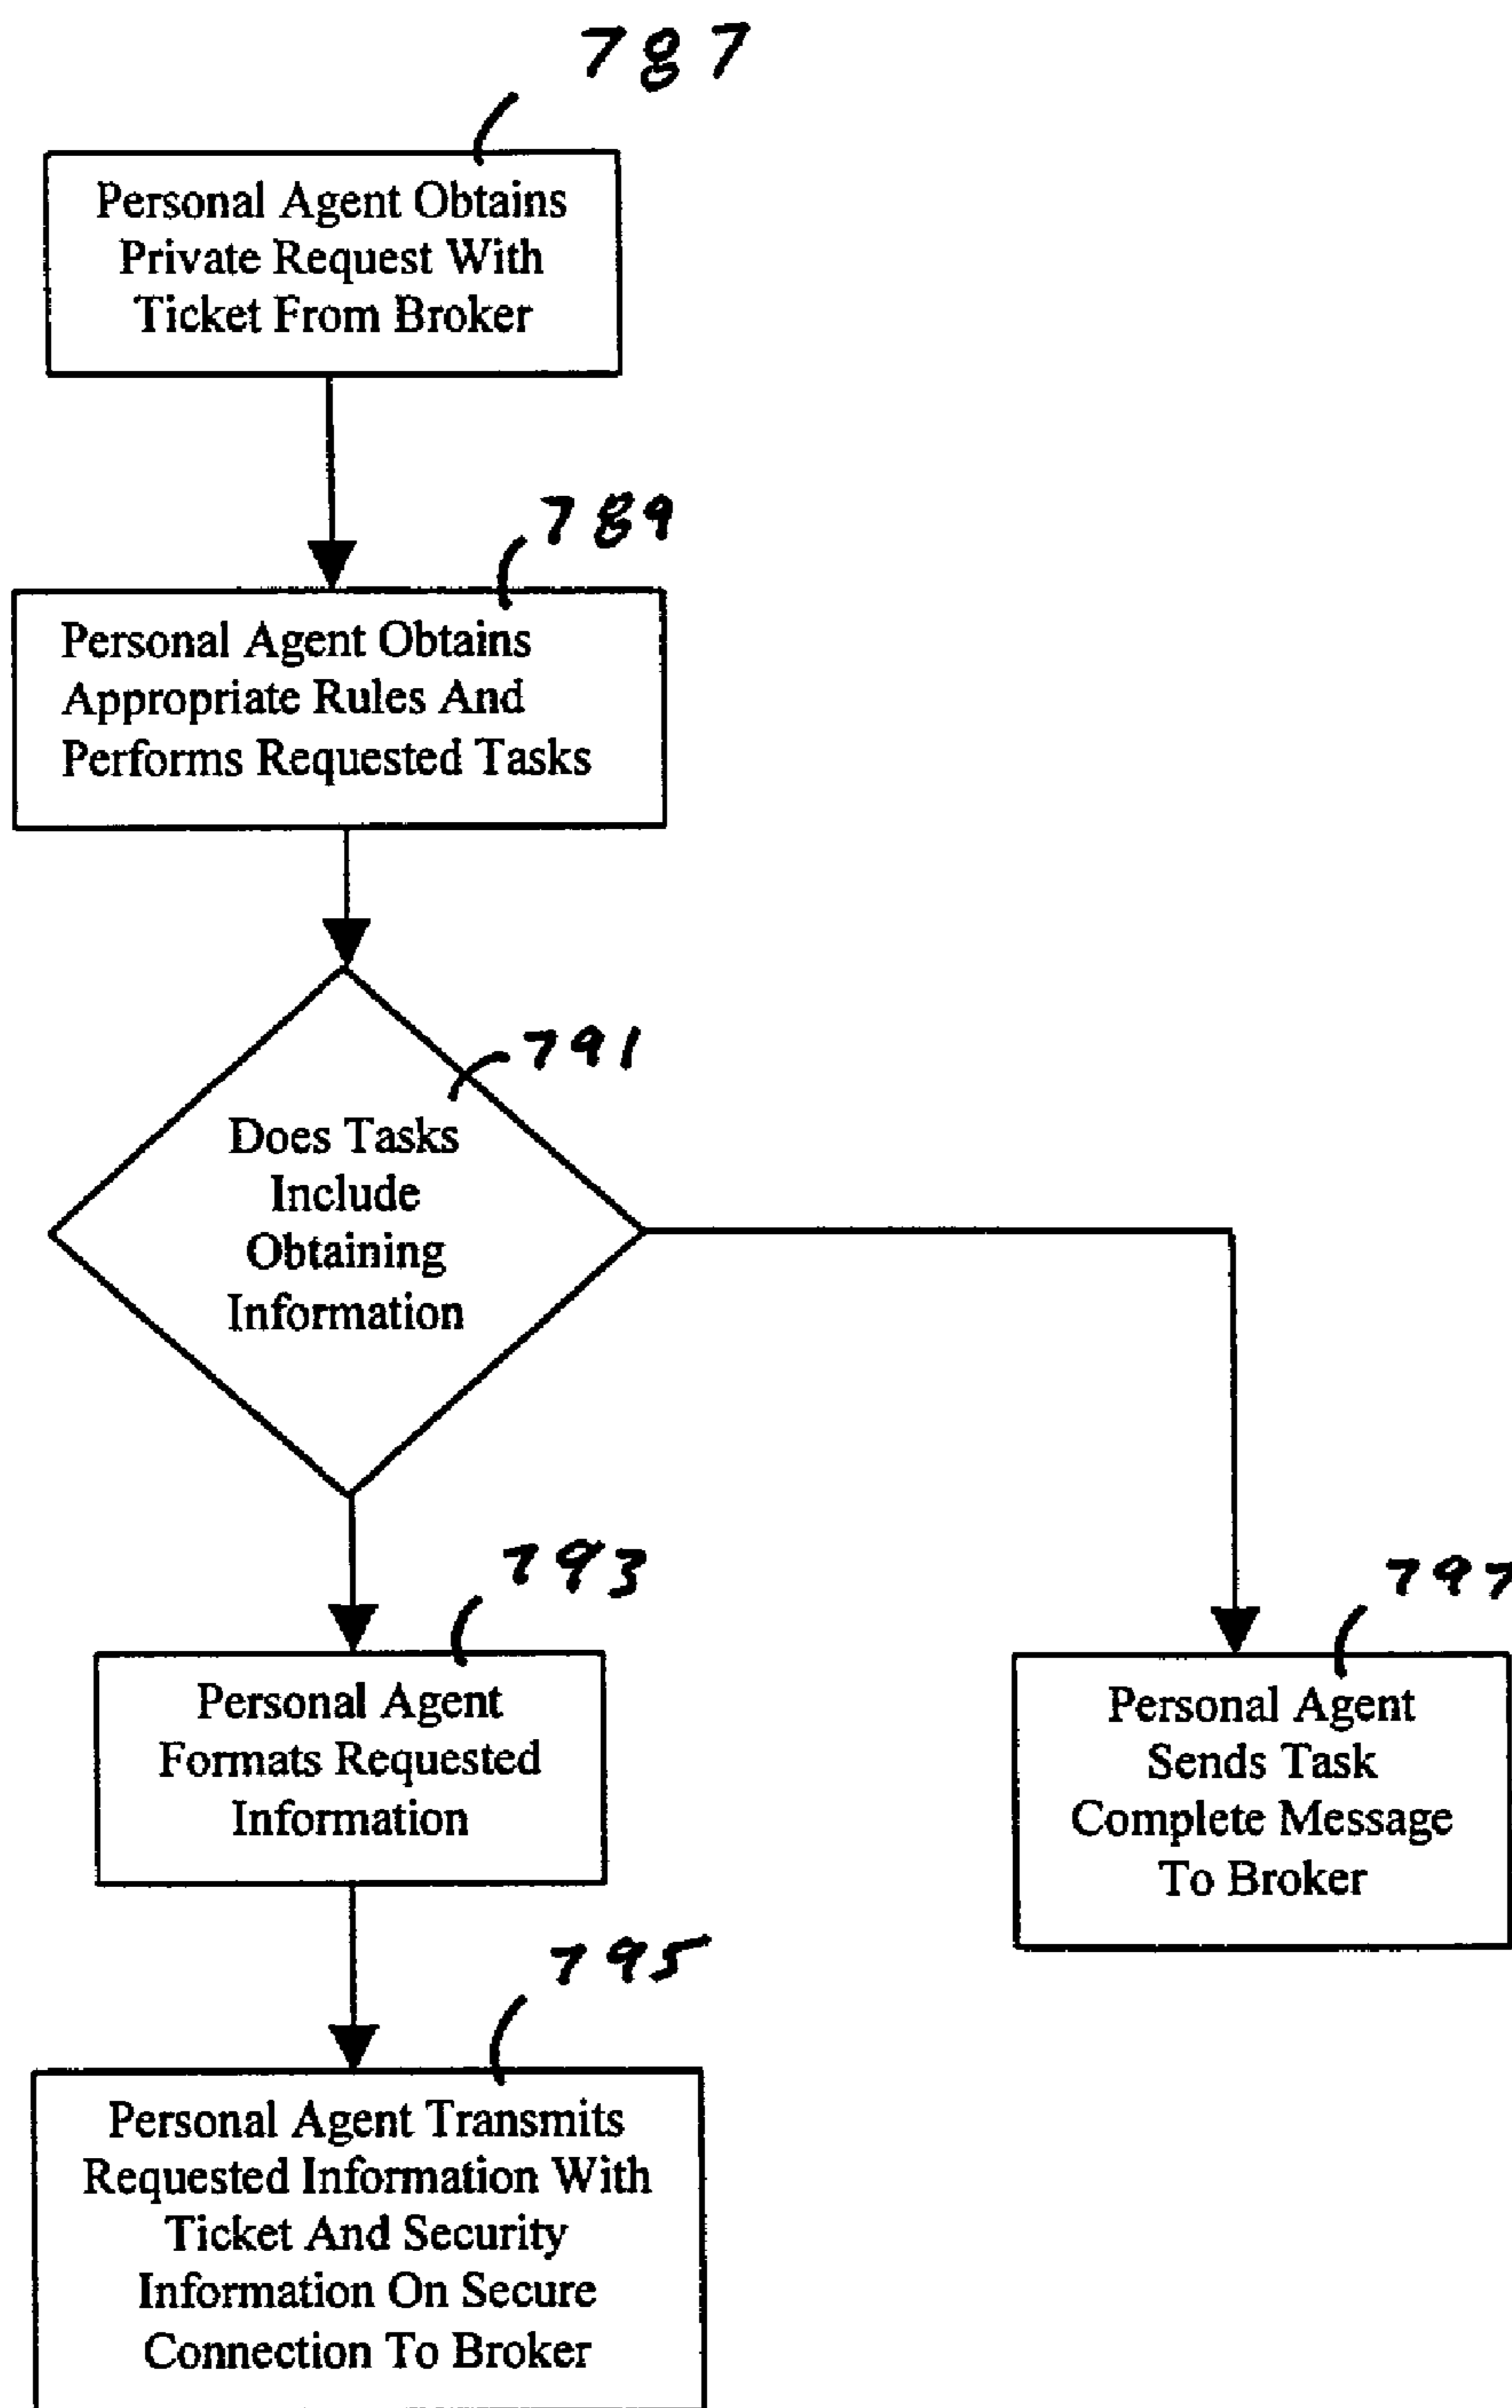 787
Personal Agent Obtains
Private Request With
Ticket From Broker
789
Personal Agent Obtains
Appropriate Rules And
Performs Requested Tasks
791
Does Tasks
Include
Obtaining
Information
793
Personal Agent
Formats Requested
Information
797
Personal Agent
Sends Task
Complete Message
To Broker
795
Personal Agent Transmits
Requested Information With
Ticket And Security
Information On Secure
Connection To Broker